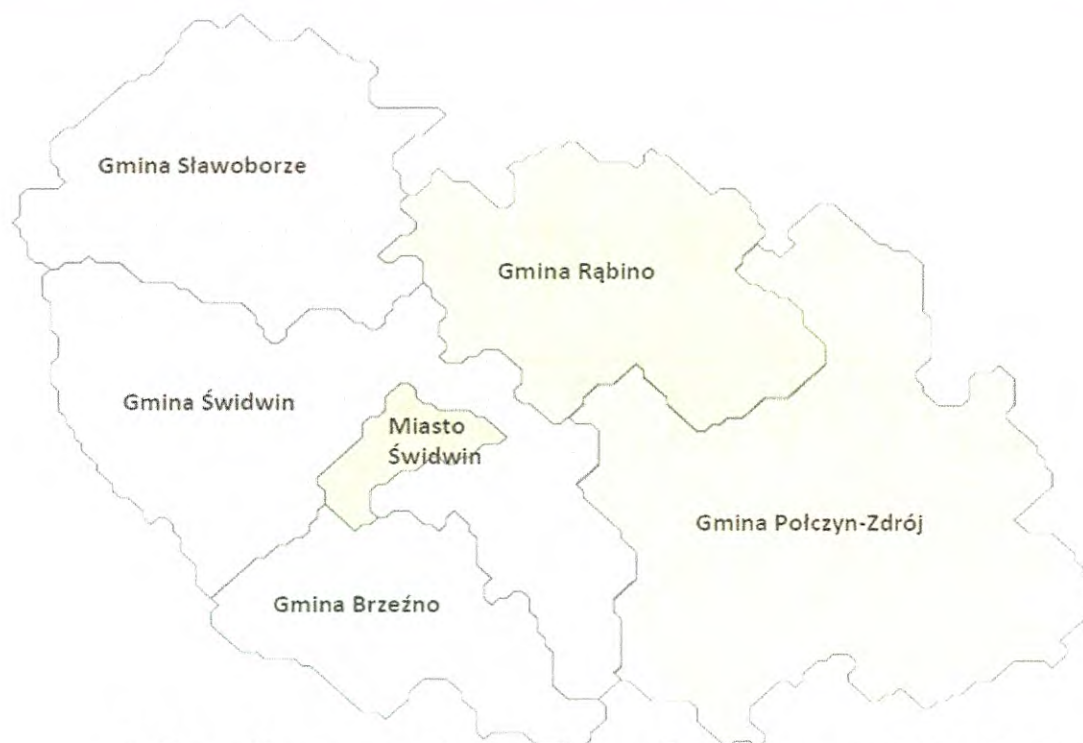 Gmina Sławoborze
Gmina Rąbino
Gmina Świdwin
Miasto
Świdwin
Gmina Połczyn-Zdrój
Gmina Brzeźno